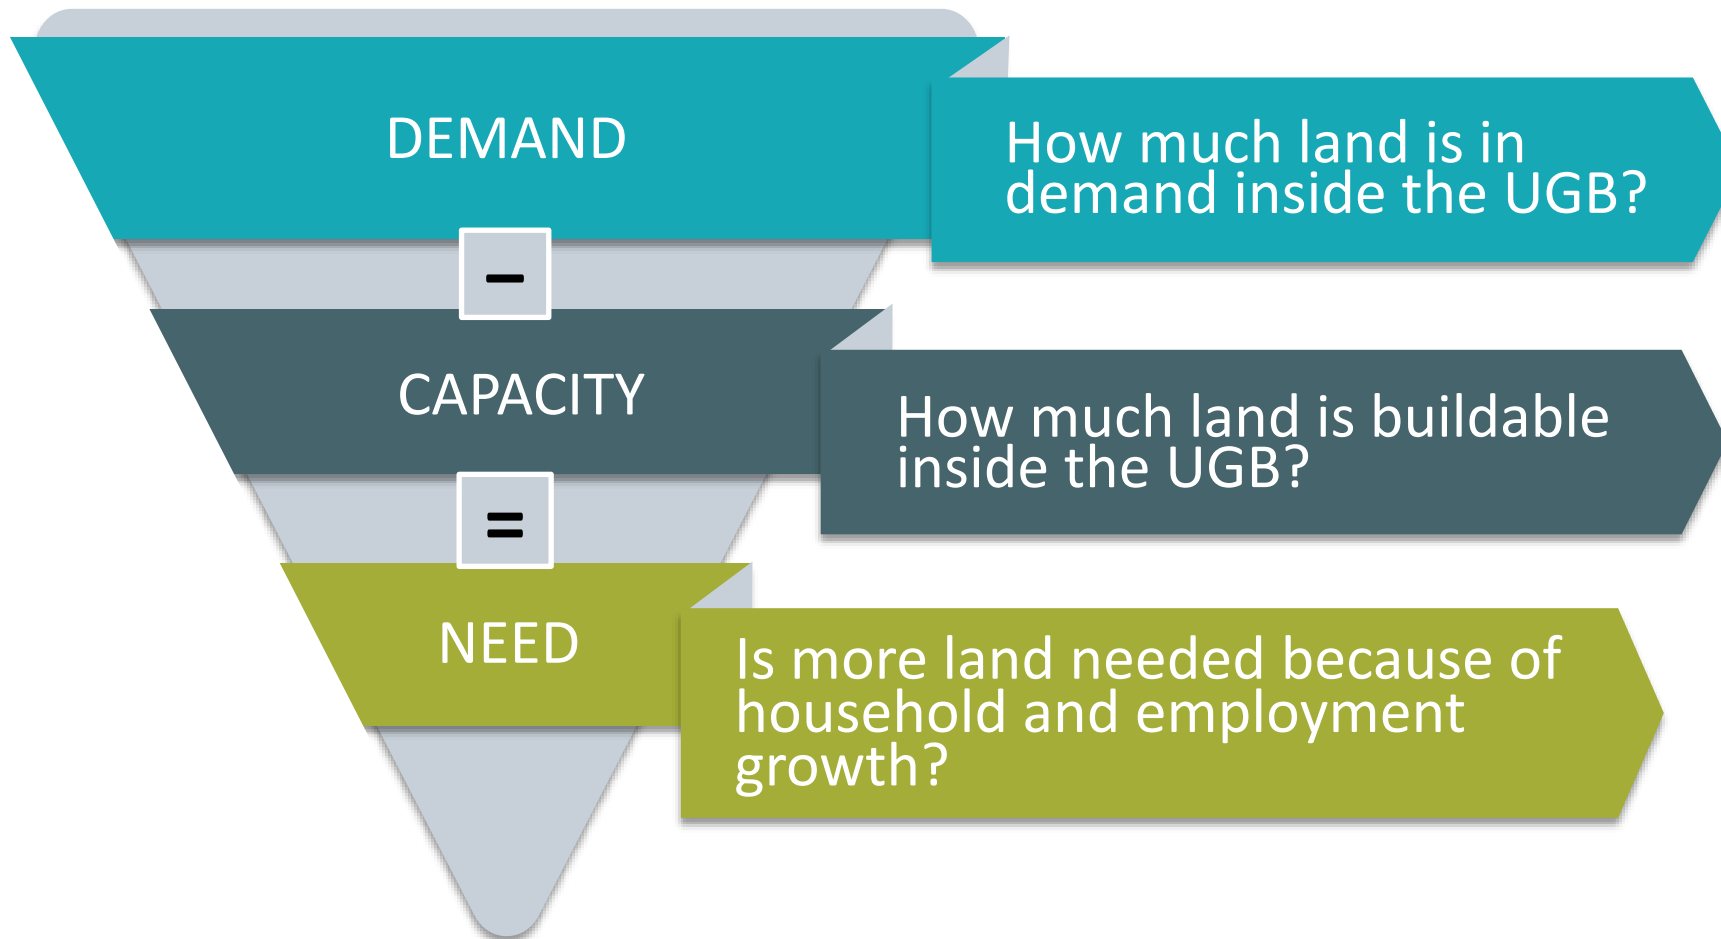 DEMAND
How much land is in
demand inside the UGB?
–
CAPACITY
How much land is buildable
inside the UGB?
=
NEED
Is more land needed because of
household and employment
growth?